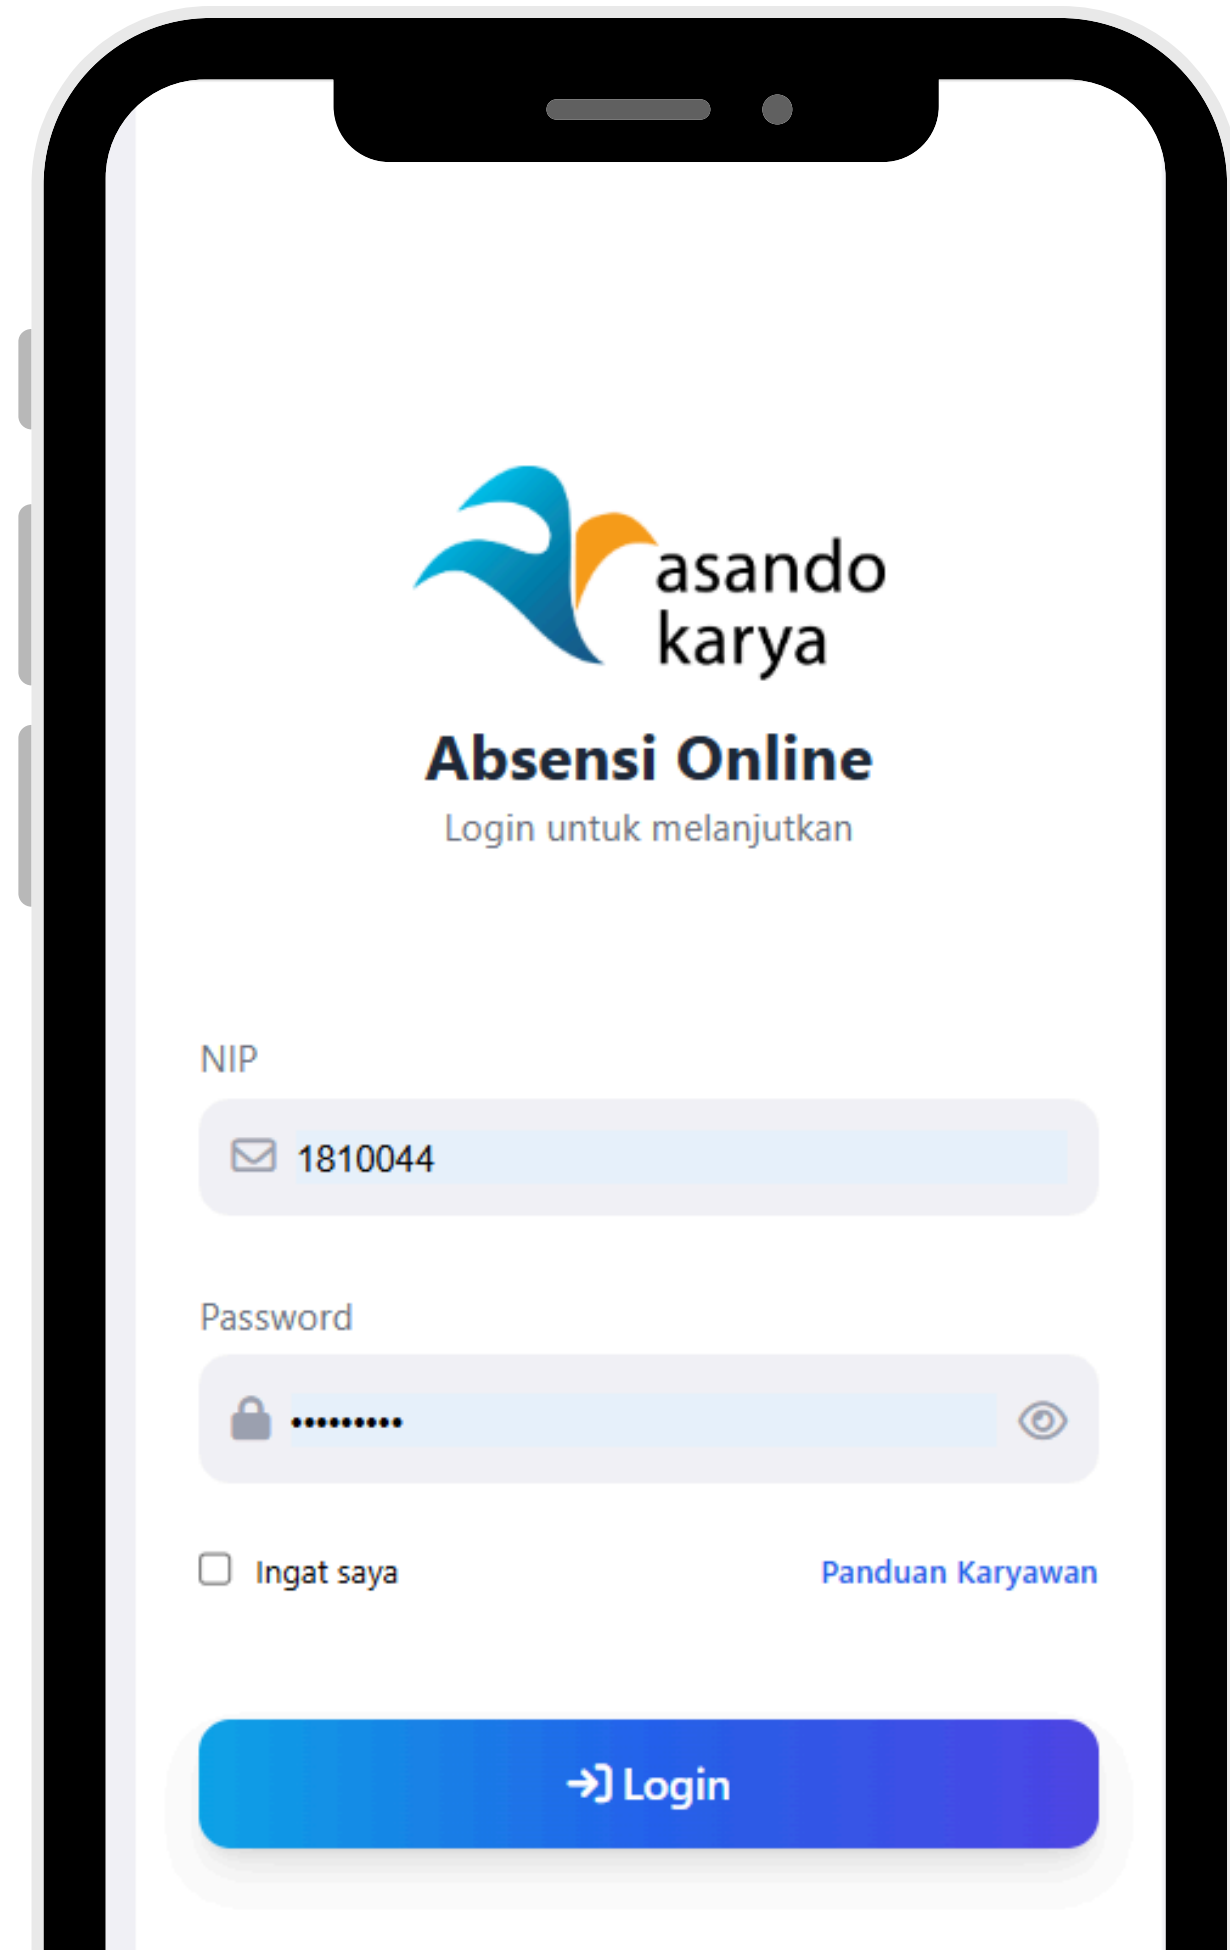 asando
karya
Absensi Online
Login untuk melanjutkan
NIP
1810044
Password
•••••••••
Ingat saya
Panduan Karyawan
Login